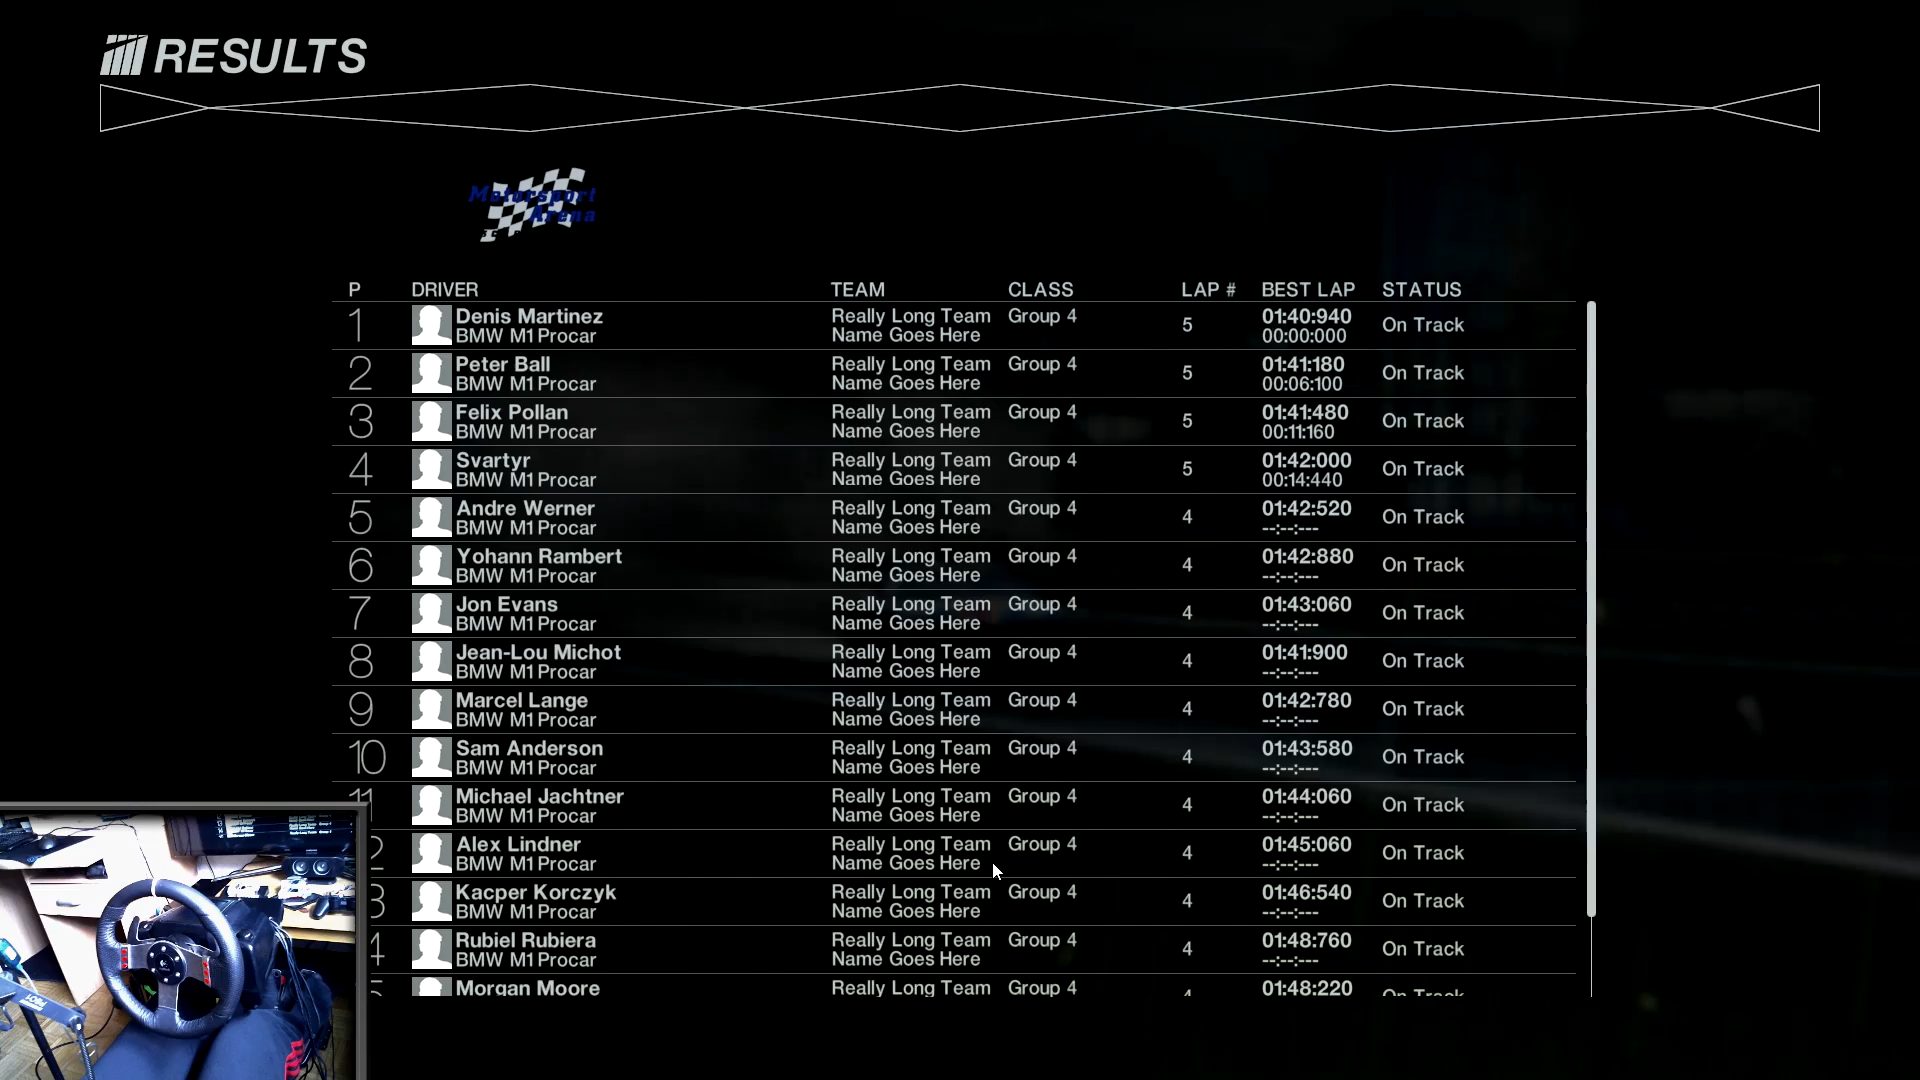 RESULTS
Motorsport
Arena
P DRIVER TEAM CLASS LAP # BEST LAP STATUS
1 Denis Martinez Really Long Team Group 4 5 01:40:940 On Track
BMW M1 Procar Name Goes Here 00:00:000
2 Peter Ball Really Long Team Group 4 5 01:41:180 On Track
BMW M1 Procar Name Goes Here 00:06:100
3 Felix Pollan Really Long Team Group 4 5 01:41:480 On Track
BMW M1 Procar Name Goes Here 00:11:160
4 Svartyr Really Long Team Group 4 5 01:42:000 On Track
BMW M1 Procar Name Goes Here 00:14:440
5 Andre Werner Really Long Team Group 4 4 01:42:520 On Track
BMW M1 Procar Name Goes Here --:--:---
6 Yohann Rambert Really Long Team Group 4 4 01:42:880 On Track
BMW M1 Procar Name Goes Here --:--:---
7 Jon Evans Really Long Team Group 4 4 01:43:060 On Track
BMW M1 Procar Name Goes Here --:--:---
8 Jean-Lou Michot Really Long Team Group 4 4 01:41:900 On Track
BMW M1 Procar Name Goes Here --:--:---
9 Marcel Lange Really Long Team Group 4 4 01:42:780 On Track
BMW M1 Procar Name Goes Here --:--:---
10 Sam Anderson Really Long Team Group 4 4 01:43:580 On Track
BMW M1 Procar Name Goes Here --:--:---
11 Michael Jachtner Really Long Team Group 4 4 01:44:060 On Track
BMW M1 Procar Name Goes Here --:--:---
2 Alex Lindner Really Long Team Group 4 4 01:45:060 On Track
BMW M1 Procar Name Goes Here --:--:---
3 Kacper Korczyk Really Long Team Group 4 4 01:46:540 On Track
BMW M1 Procar Name Goes Here --:--:---
4 Rubiel Rubiera Really Long Team Group 4 4 01:48:760 On Track
BMW M1 Procar Name Goes Here --:--:---
5 Morgan Moore Really Long Team Group 4 4 01:48:220 On Track